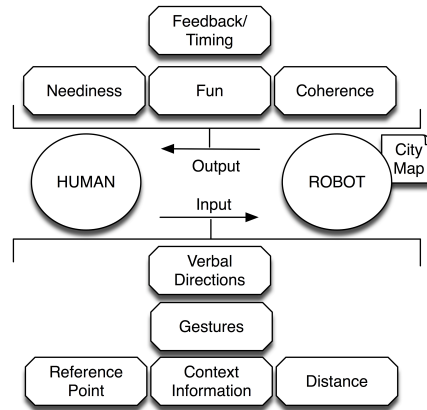 Feedback/
Timing
Neediness
Fun
Coherence
HUMAN
Output
Input
ROBOT
City
Map
Verbal
Directions
Gestures
Reference
Point
Context
Information
Distance